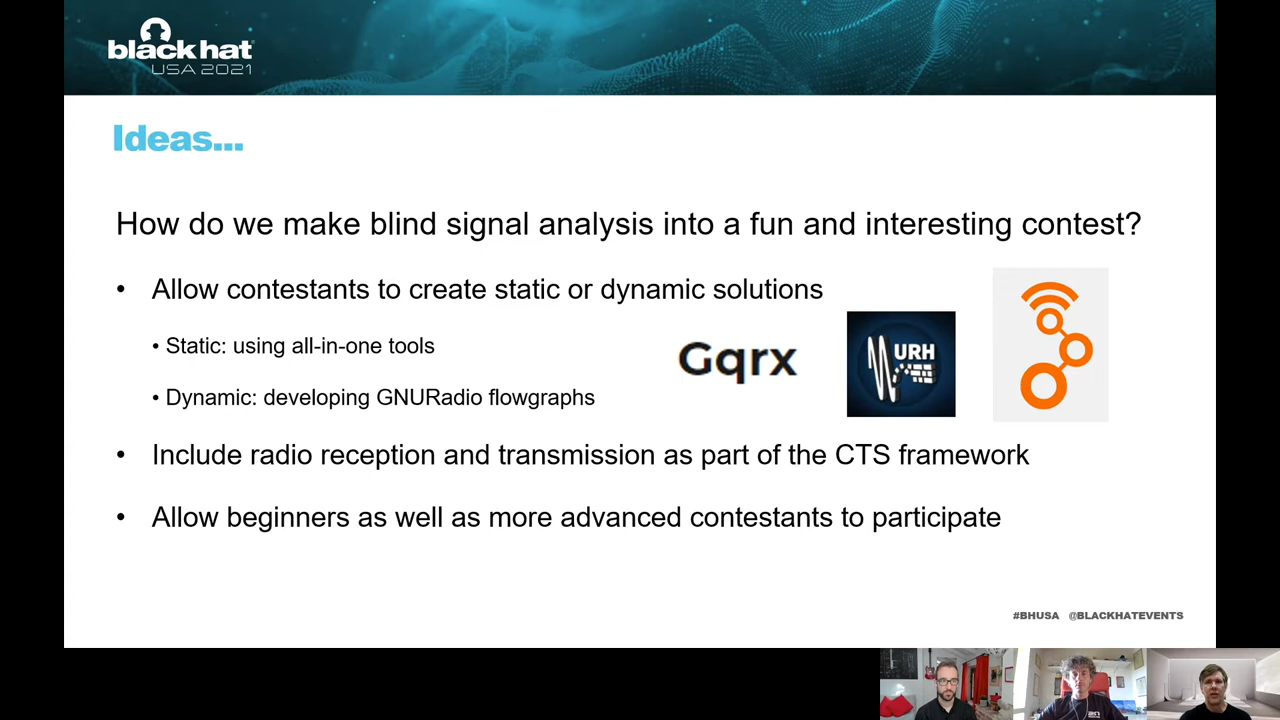 black hat
USA 2021
Ideas...
How do we make blind signal analysis into a fun and interesting contest?
• Allow contestants to create static or dynamic solutions
• Static: using all-in-one tools
Gqrx
URH
• Dynamic: developing GNURadio flowgraphs
• Include radio reception and transmission as part of the CTS framework
• Allow beginners as well as more advanced contestants to participate
#BHUSA @BLACKHATEVENTS